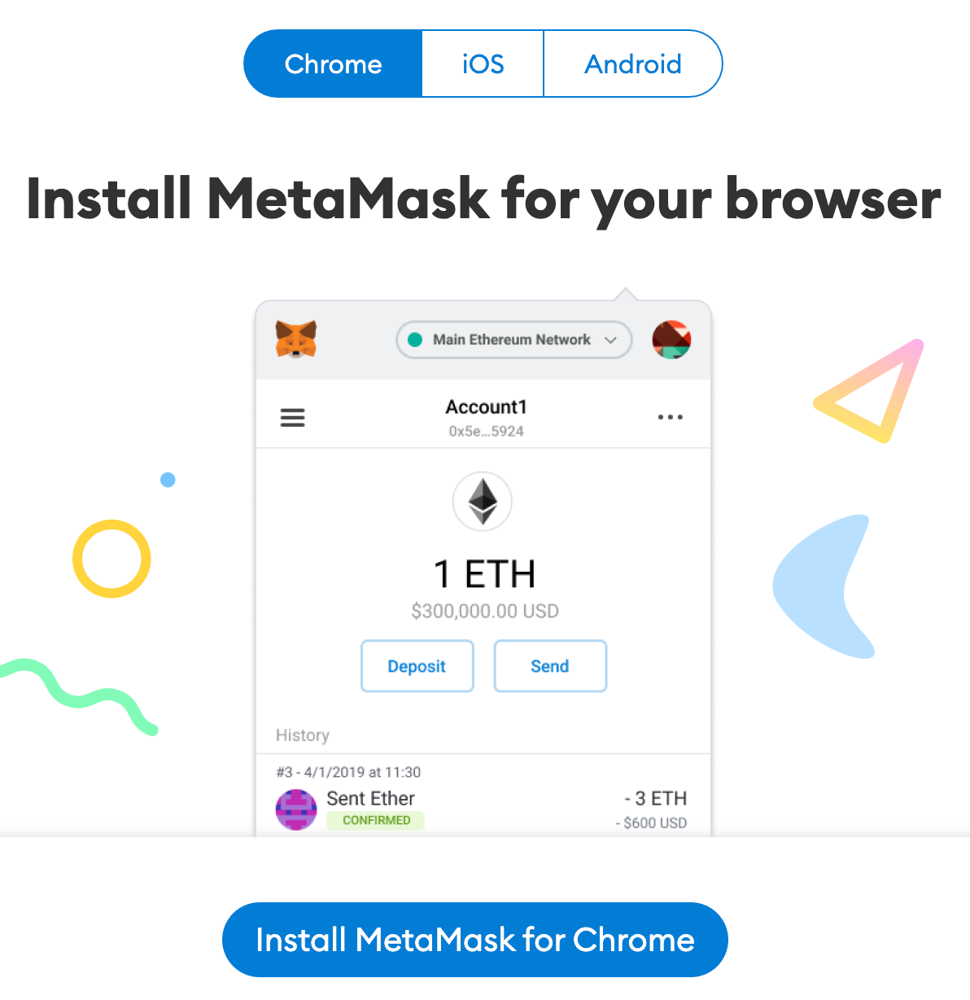 Chrome iOS Android
Install MetaMask for your browser
Main Ethereum Network
Account1
0x5e...5924
1 ETH
$300,000.00 USD
Deposit Send
History
#3 - 4/1/2019 at 11:30
Sent Ether - 3 ETH
CONFIRMED - $600 USD
Install MetaMask for Chrome